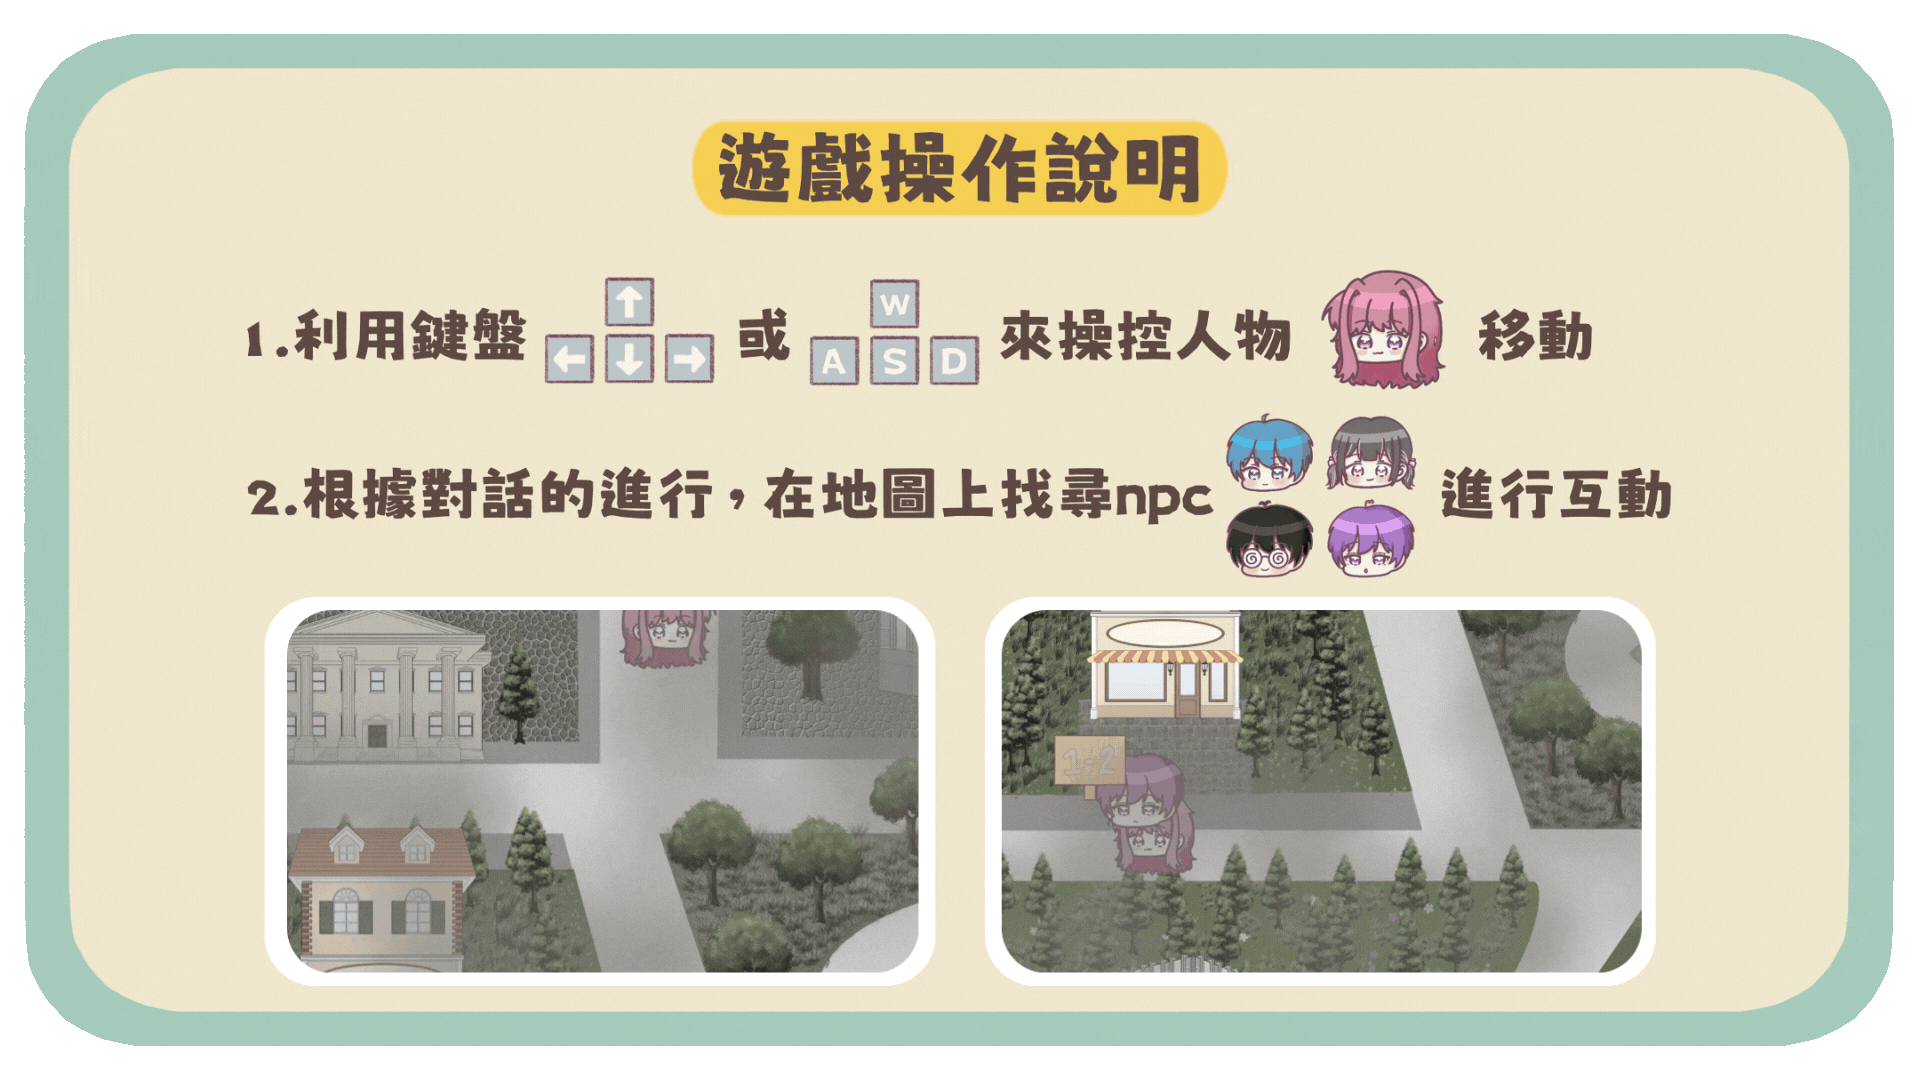 遊戲操作說明
1.利用鍵盤 ↑ ← ↓ → 或 W A S D 來操控人物 移動
2.根據對話的進行，在地圖上找尋npc 進行互動
1-2